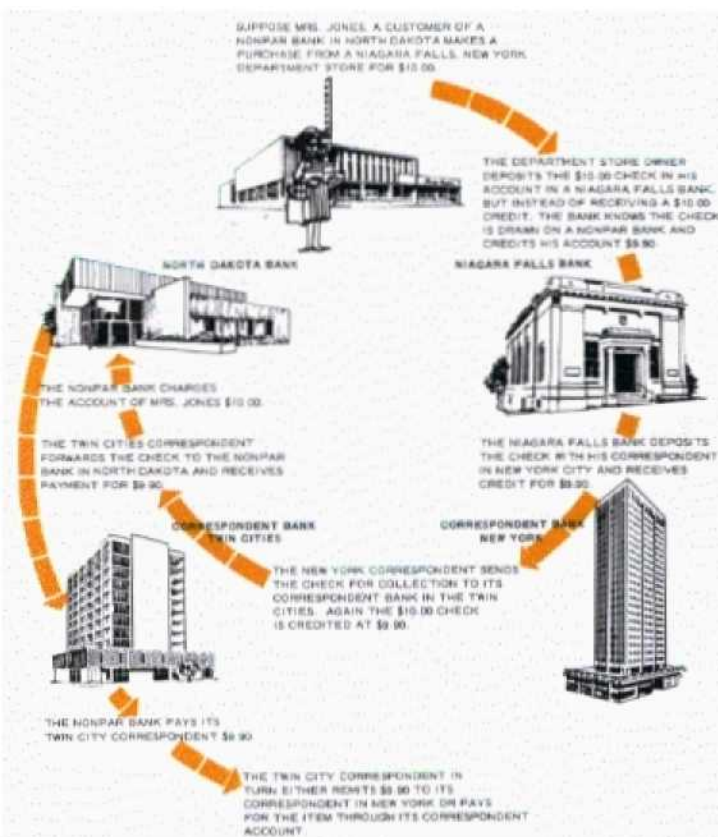 SUPPOSE MRS. JONES, A CUSTOMER OF A
NONPAR BANK IN NORTH DAKOTA MAKES A
PURCHASE FROM A NIAGARA FALLS, NEW YORK
DEPARTMENT STORE FOR $10.00.
THE DEPARTMENT STORE OWNER
DEPOSITS THE $10.00 CHECK IN HIS
ACCOUNT IN A NIAGARA FALLS BANK.
BUT INSTEAD OF RECEIVING A $10.00
CREDIT, THE BANK KNOWS THE CHECK
IS DRAWN ON A NONPAR BANK AND
CREDITS HIS ACCOUNT $9.90.
NORTH DAKOTA BANK
NIAGARA FALLS BANK
THE NONPAR BANK CHARGES
THE ACCOUNT OF MRS. JONES $10.00.
THE TWIN CITIES CORRESPONDENT
FORWARDS THE CHECK TO THE NONPAR
BANK IN NORTH DAKOTA AND RECEIVES
PAYMENT FOR $9.90.
THE NIAGARA FALLS BANK DEPOSITS
THE CHECK WITH HIS CORRESPONDENT
IN NEW YORK CITY AND RECEIVES
CREDIT FOR $9.90.
CORRESPONDENT BANK
TWIN CITIES
CORRESPONDENT BANK
NEW YORK
THE NEW YORK CORRESPONDENT SENDS
THE CHECK FOR COLLECTION TO ITS
CORRESPONDENT BANK IN THE TWIN
CITIES. AGAIN THE $10.00 CHECK
IS CREDITED AT $9.90.
THE NONPAR BANK PAYS ITS
TWIN CITY CORRESPONDENT $9.90.
THE TWIN CITY CORRESPONDENT IN
TURN EITHER REMITS $9.90 TO ITS
CORRESPONDENT IN NEW YORK OR PAYS
FOR THE ITEM THROUGH ITS CORRESPONDENT
ACCOUNT.